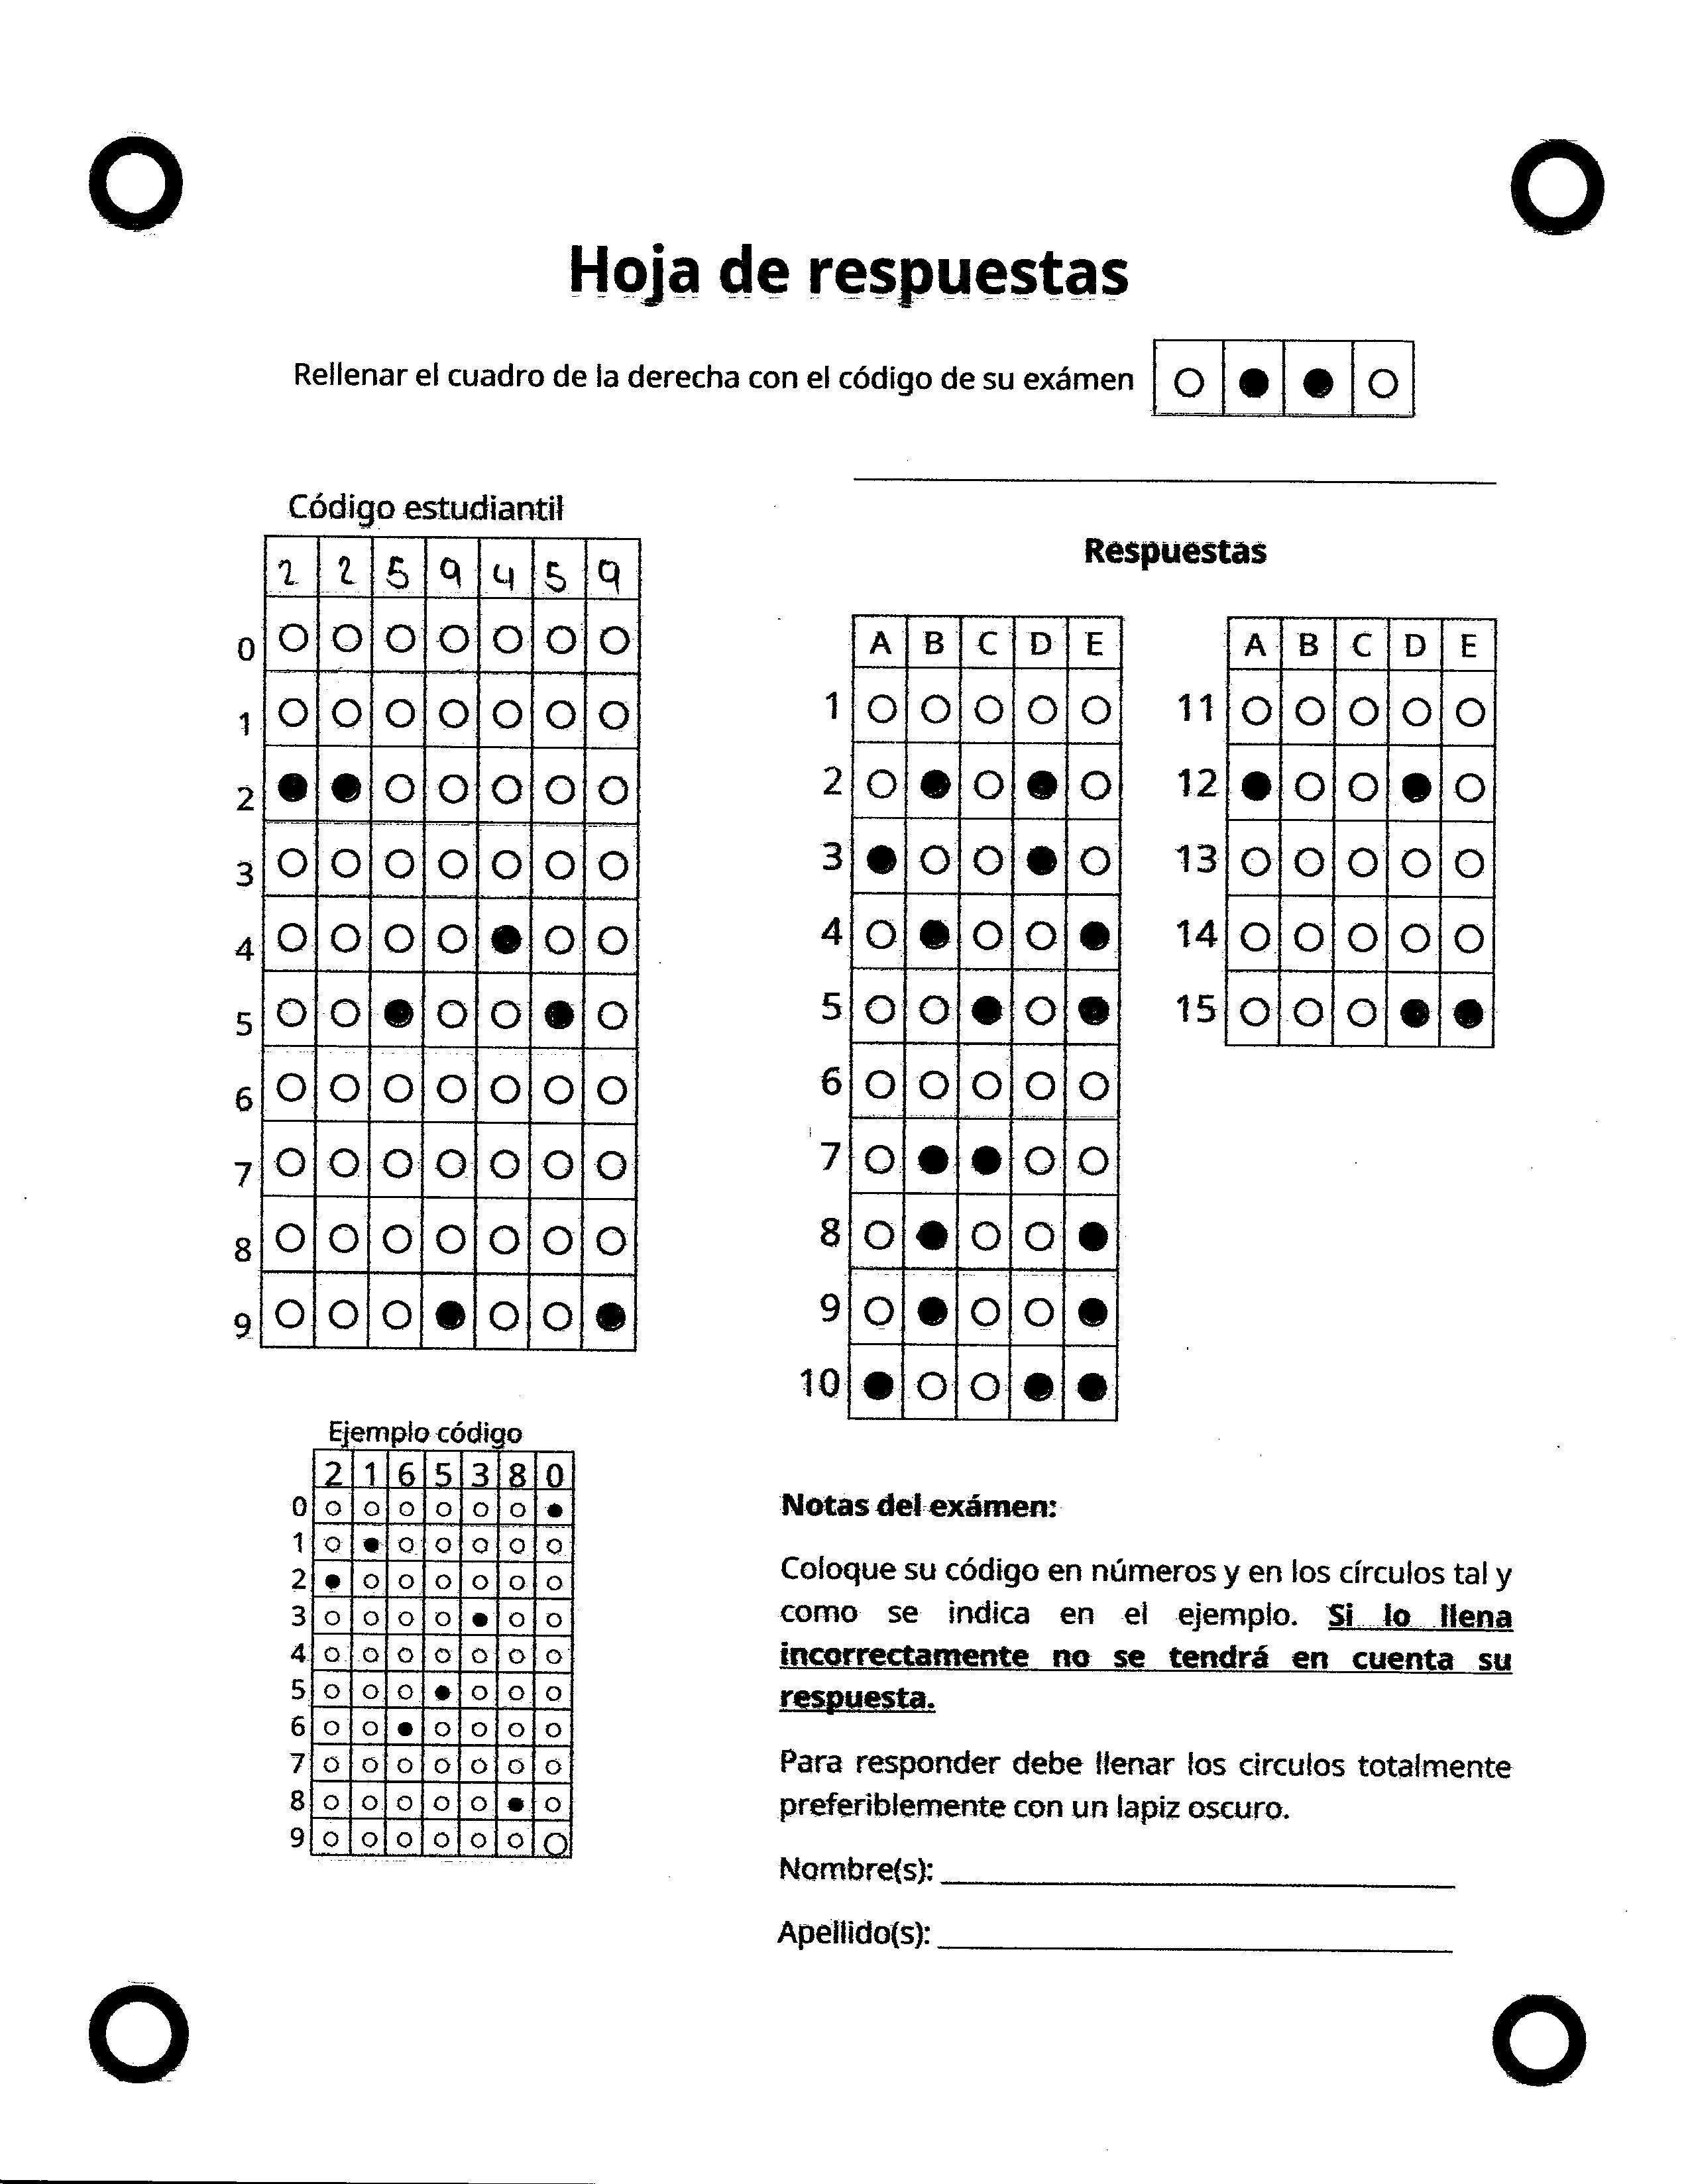 Hoja de respuestas
Rellenar el cuadro de la derecha con el código de su exámen
Código estudiantil
2 2 5 9 4 5 9
0
1
2
3
4
5
6
7
8
9
Respuestas
A B C D E
1
2
3
4
5
6
7
8
9
10
A B C D E
11
12
13
14
15
Ejemplo código
2 1 6 5 3 8 0
0
1
2
3
4
5
6
7
8
9
Notas del exámen:
Coloque su código en números y en los círculos tal y
como se indica en el ejemplo. Si lo llena
incorrectamente no se tendrá en cuenta su
respuesta.
Para responder debe llenar los circulos totalmente
preferiblemente con un lapiz oscuro.
Nombre(s):
Apellido(s):